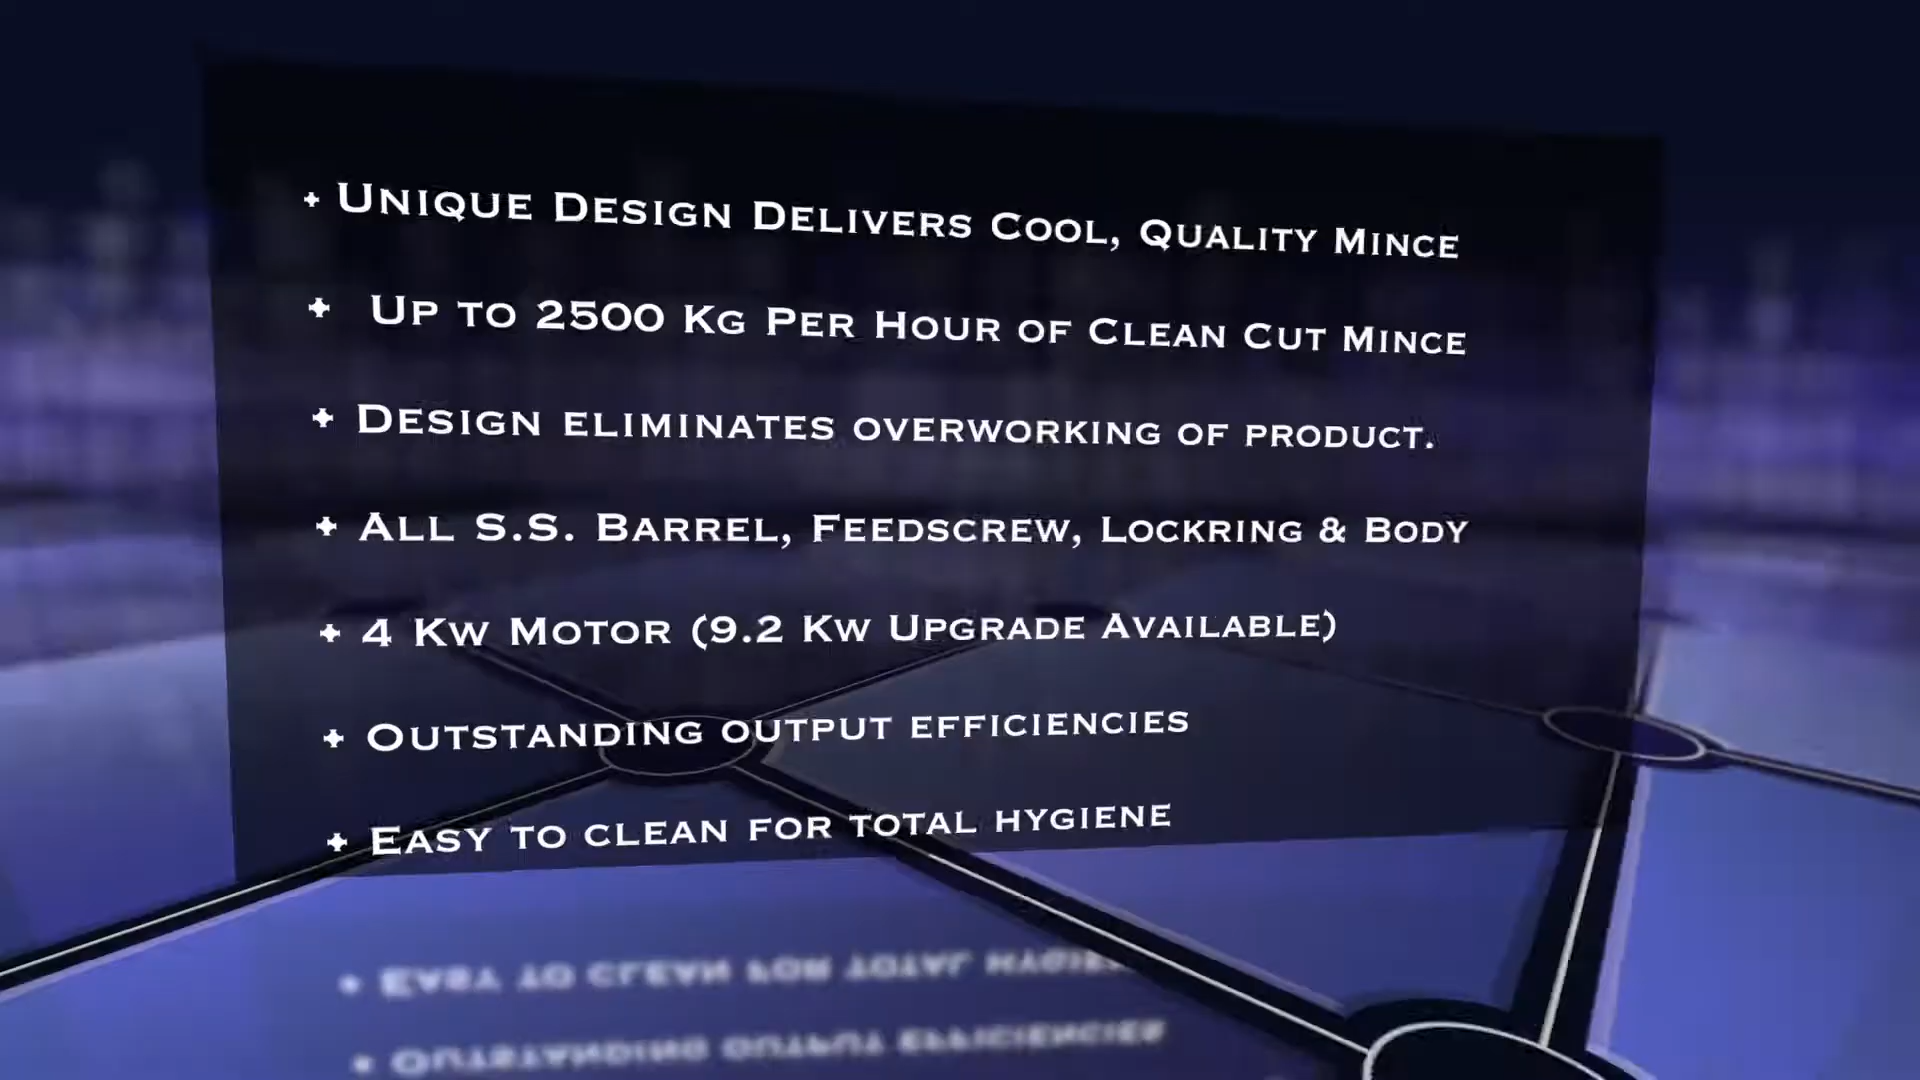 + Unique Design Delivers Cool, Quality Mince
+ Up to 2500 Kg Per Hour of Clean Cut Mince
+ Design eliminates overworking of product.
+ All S.S. Barrel, Feedscrew, Lockring & Body
+ 4 Kw Motor (9.2 Kw Upgrade Available)
+ Outstanding output efficiencies
+ Easy to clean for total hygiene